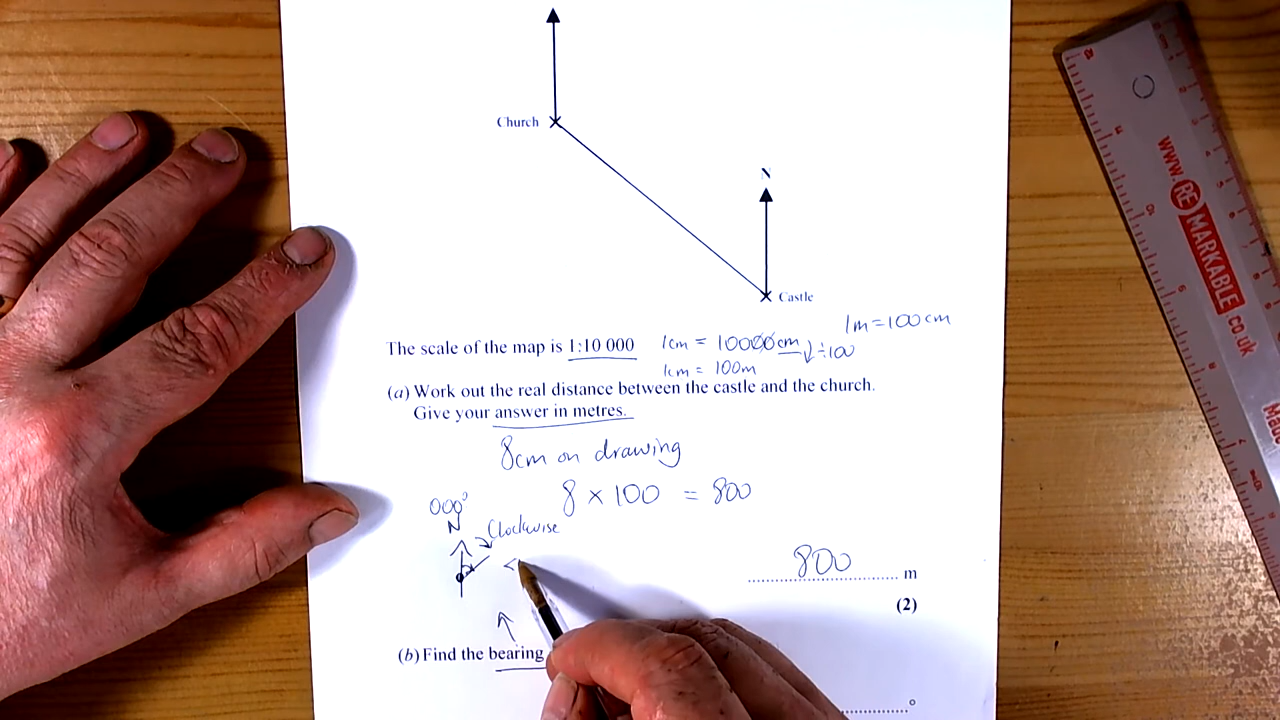 Church
N
Castle
1m = 100cm
The scale of the map is 1:10 000
1cm = 10000cm
÷100
1cm = 100m
(a) Work out the real distance between the castle and the church.
Give your answer in metres.
8cm on drawing
8 × 100 = 800
000°
N
Clockwise
<
800
m
(2)
(b) Find the bearing
°
www.
RE MARKABLE
.co.uk